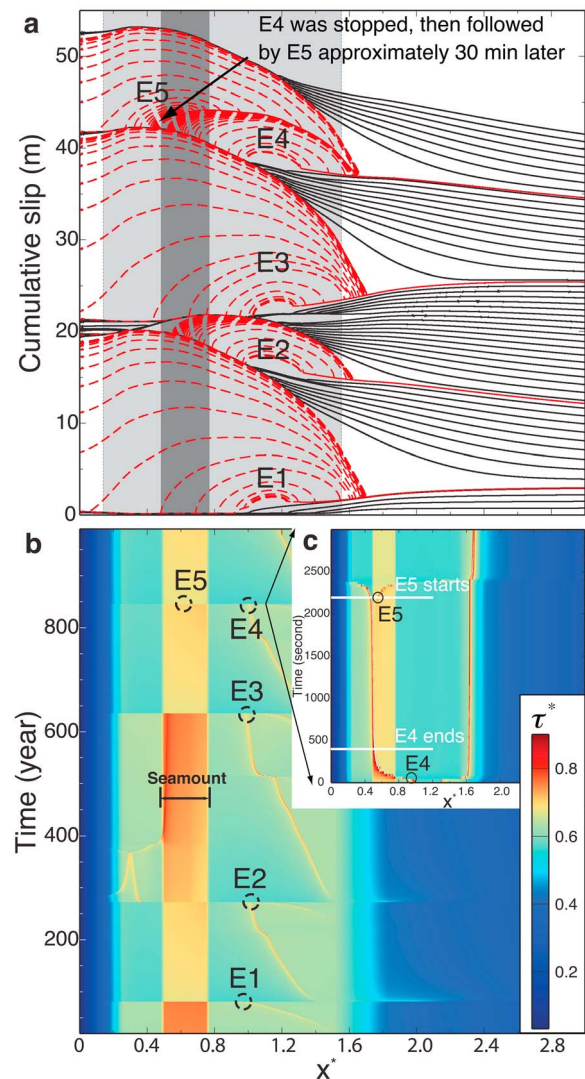 a
E4 was stopped, then followed
by E5 approximately 30 min later
Cumulative slip (m)
50
40
30
20
10
0
E5
E4
E3
E2
E1
b
Time (year)
800
600
400
200
E5
E4
E3
Seamount
E2
E1
0
0.4
0.8
1.2
1.6
2.0
2.4
2.8
x*
c
Time (second)
2500
2000
1500
1000
500
0
E5 starts
E5
E4 ends
E4
0
0.4
0.8
1.2
1.6
2.0
x*
τ*
0.8
0.6
0.4
0.2